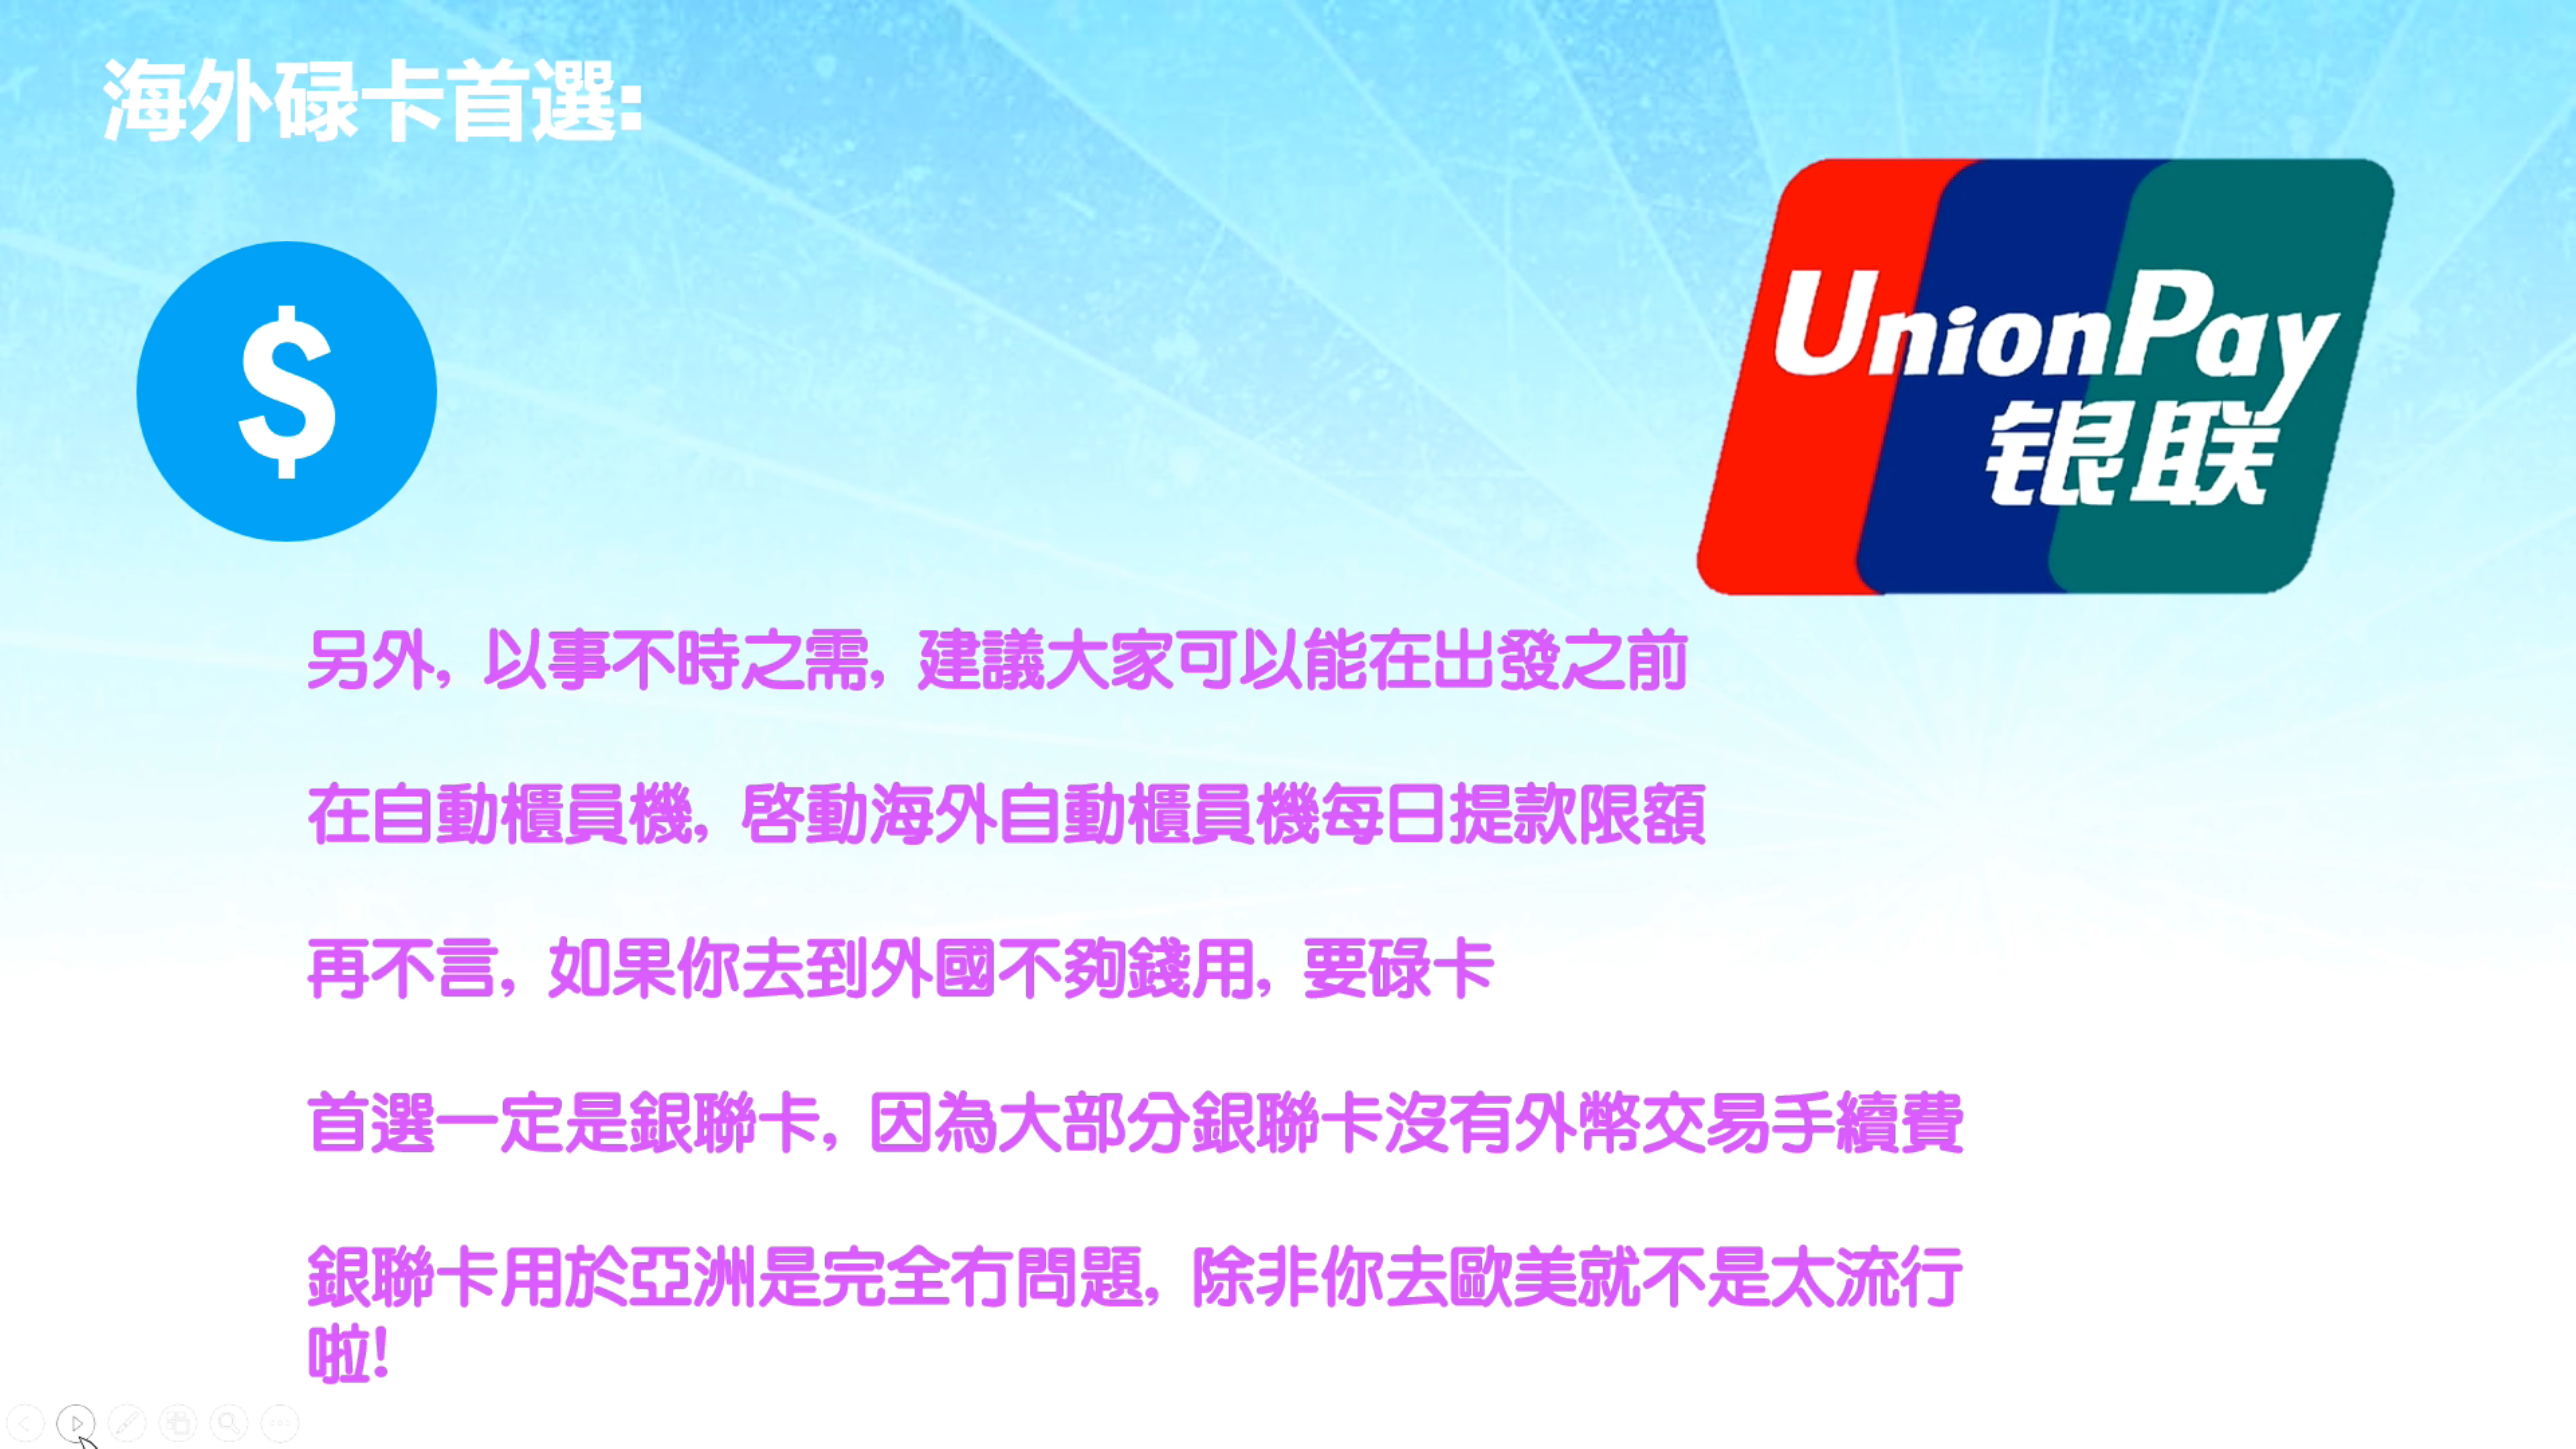 海外碌卡首選:
$
UnionPay
银联
另外, 以事不時之需, 建議大家可以能在出發之前
在自動櫃員機, 啓動海外自動櫃員機每日提款限額
再不言, 如果你去到外國不夠錢用, 要碌卡
首選一定是銀聯卡, 因為大部分銀聯卡沒有外幣交易手續費
銀聯卡用於亞洲是完全冇問題, 除非你去歐美就不是太流行
啦!